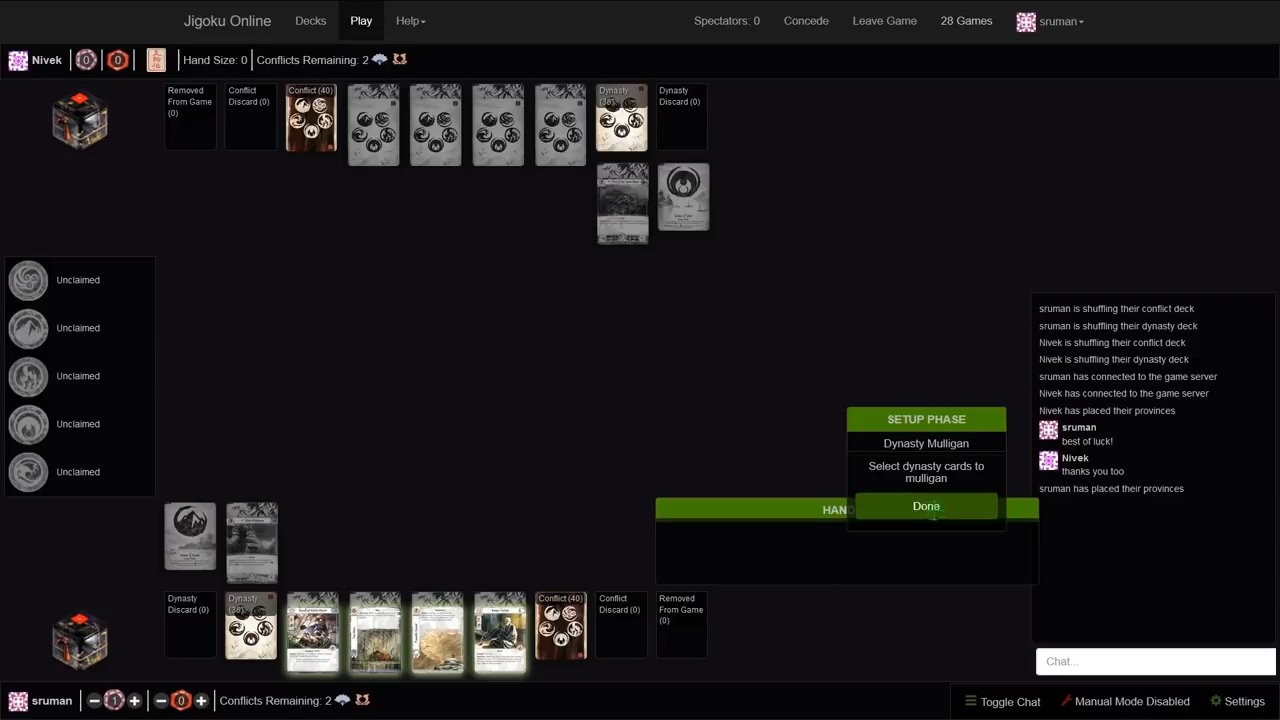 Jigoku Online
Decks
Play
Help
Spectators: 0
Concede
Leave Game
28 Games
sruman
Nivek
0
0
Hand Size: 0
Conflicts Remaining: 2
Removed
From Game
(0)
Conflict
Discard (0)
Conflict (40)
Dynasty
(36)
Dynasty
Discard (0)
Unclaimed
Unclaimed
Unclaimed
Unclaimed
Unclaimed
sruman is shuffling their conflict deck
sruman is shuffling their dynasty deck
Nivek is shuffling their conflict deck
Nivek is shuffling their dynasty deck
sruman has connected to the game server
Nivek has connected to the game server
Nivek has placed their provinces
sruman
best of luck!
Nivek
thanks you too
sruman has placed their provinces
SETUP PHASE
Dynasty Mulligan
Select dynasty cards to
mulligan
Done
HAND
Dynasty
Discard (0)
Dynasty
(36)
Conflict (40)
Conflict
Discard (0)
Removed
From Game
(0)
Chat...
sruman
1
0
Conflicts Remaining: 2
Toggle Chat
Manual Mode Disabled
Settings